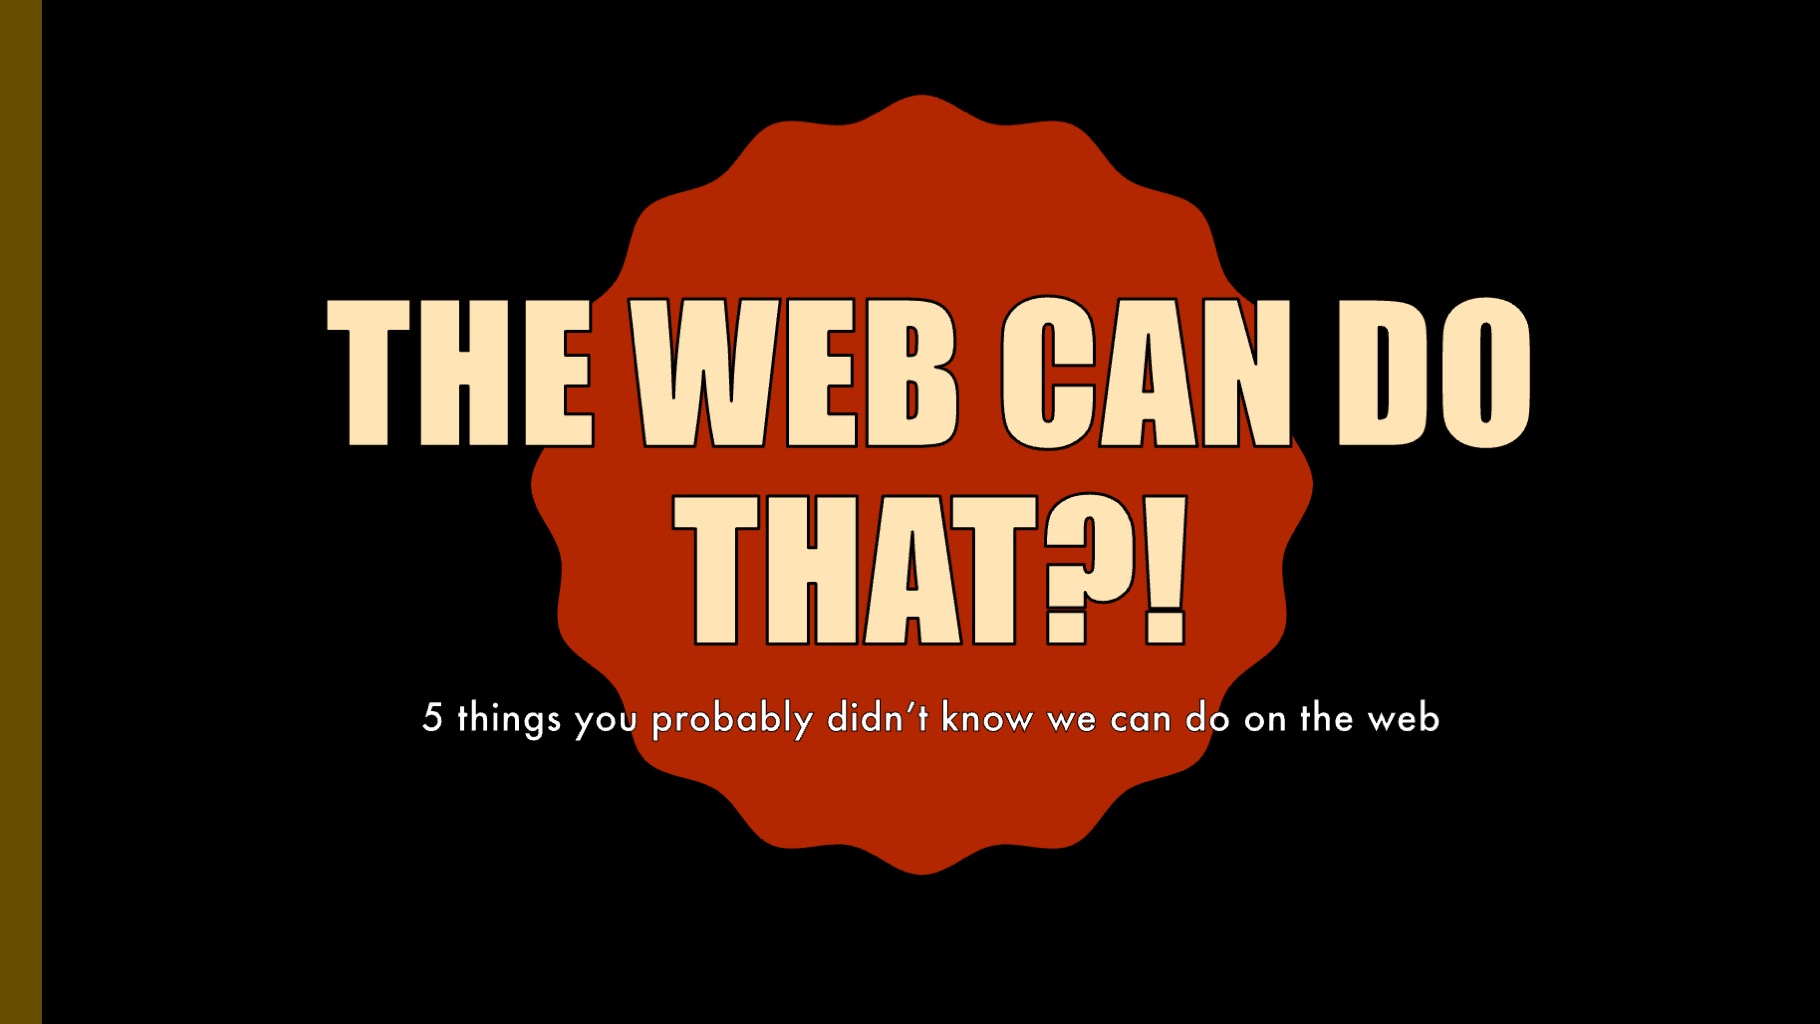 THE WEB CAN DO
THAT?!
5 things you probably didn’t know we can do on the web